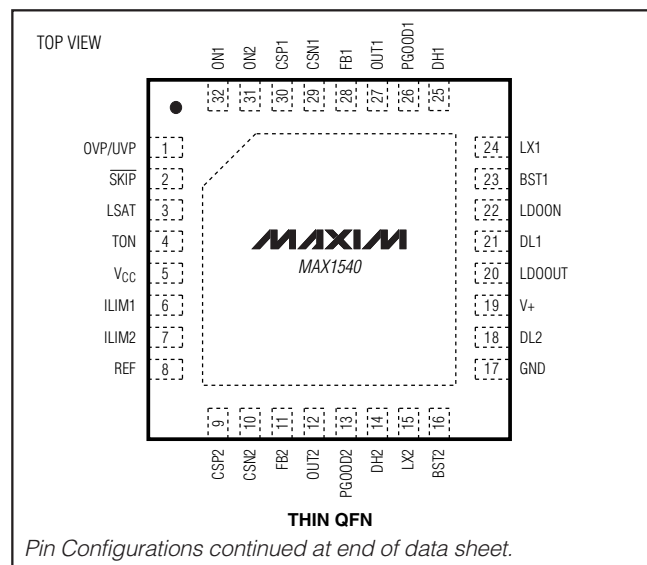 TOP VIEW
ON1
ON2
CSP1
CSN1
FB1
OUT1
PGOOD1
DH1
32
31
30
29
28
27
26
25
OVP/UVP 1
SKIP 2
LSAT 3
TON 4
VCC 5
ILIM1 6
ILIM2 7
REF 8
24 LX1
23 BST1
22 LDOON
21 DL1
20 LDOOUT
19 V+
18 DL2
17 GND
MAXIM
MAX1540
9
10
11
12
13
14
15
16
CSP2
CSN2
FB2
OUT2
PGOOD2
DH2
LX2
BST2
THIN QFN
Pin Configurations continued at end of data sheet.